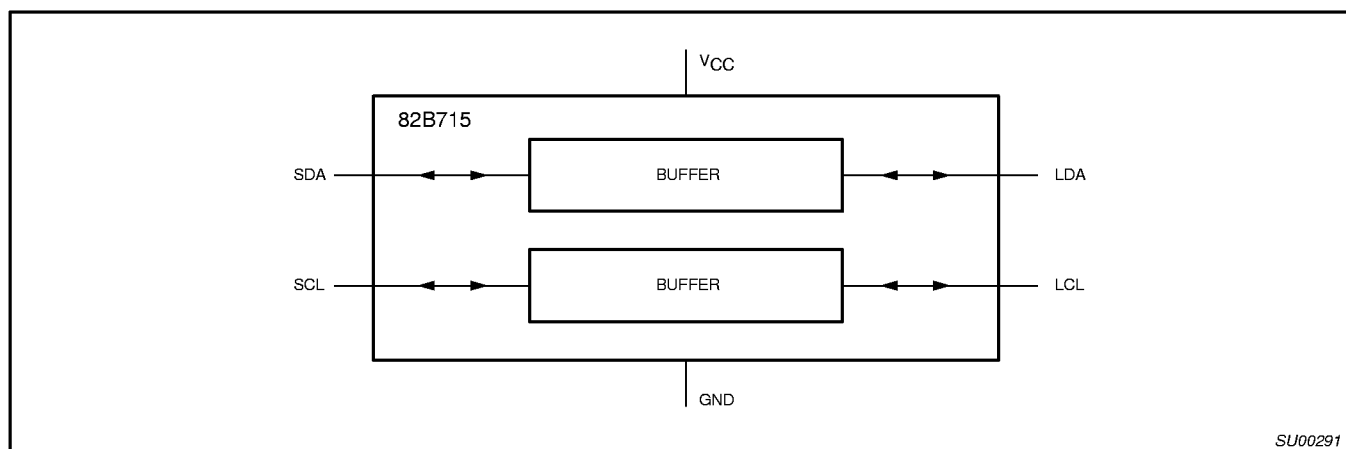 VCC
82B715
SDA BUFFER LDA
SCL BUFFER LCL
GND
SU00291